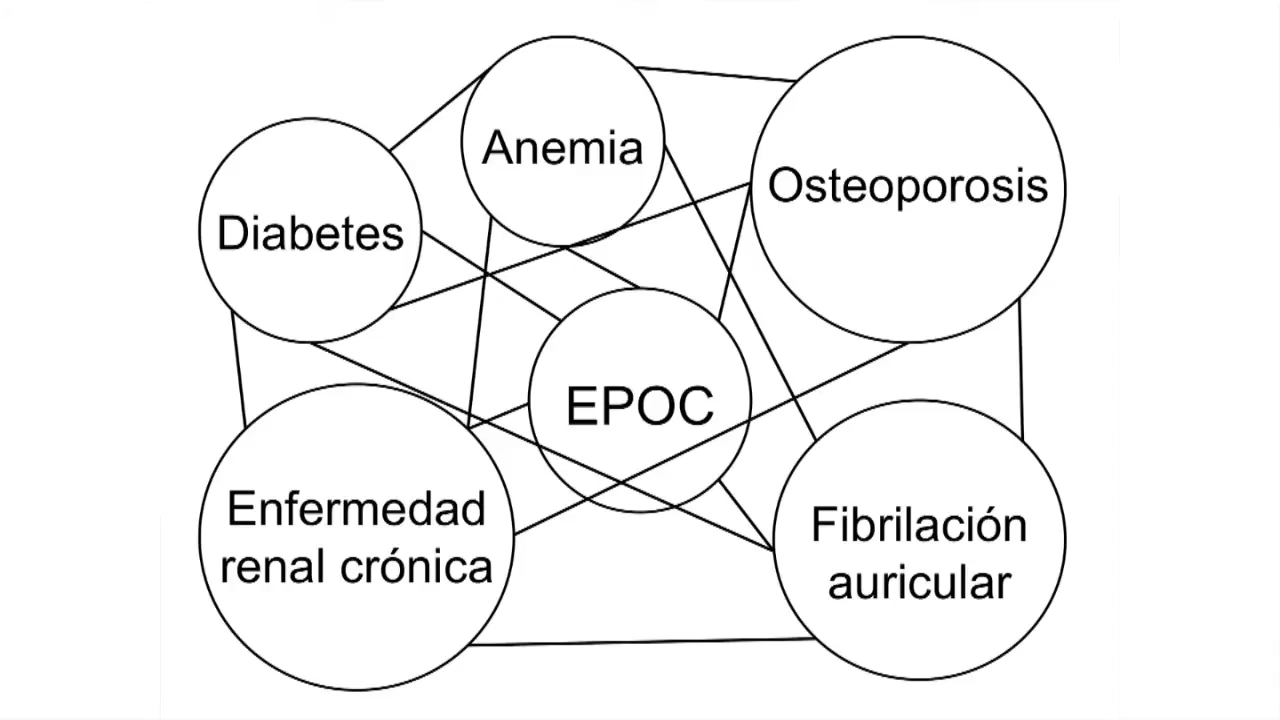 Anemia
Osteoporosis
Diabetes
EPOC
Enfermedad
renal crónica
Fibrilación
auricular